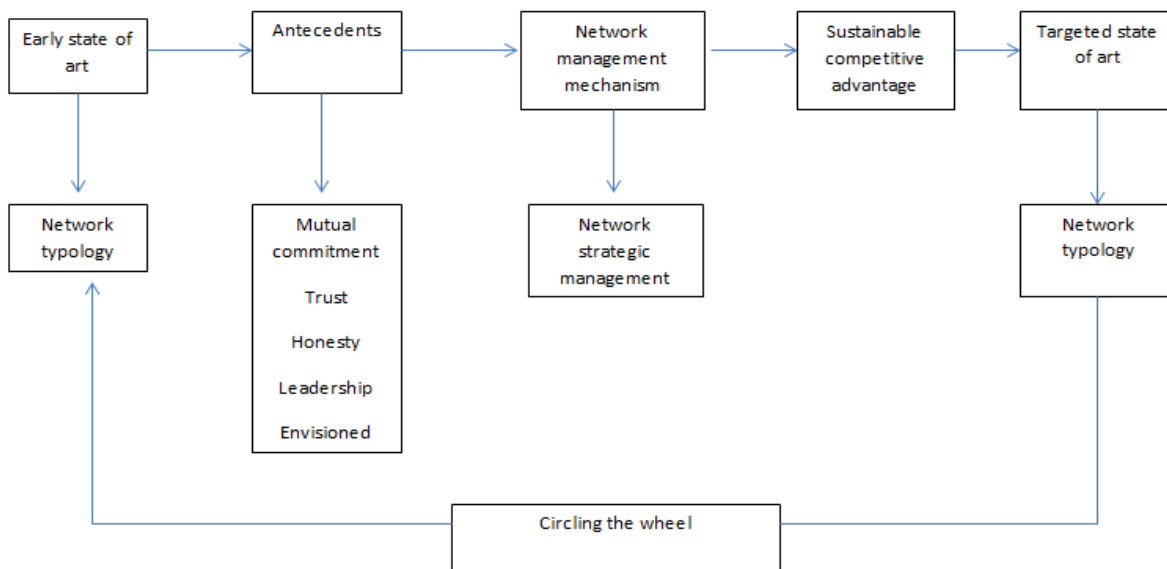 Early state of
art
Antecedents
Network
management
mechanism
Sustainable
competitive
advantage
Targeted state
of art
Network
typology
Mutual
commitment
Trust
Honesty
Leadership
Envisioned
Network
strategic
management
Network
typology
Circling the wheel